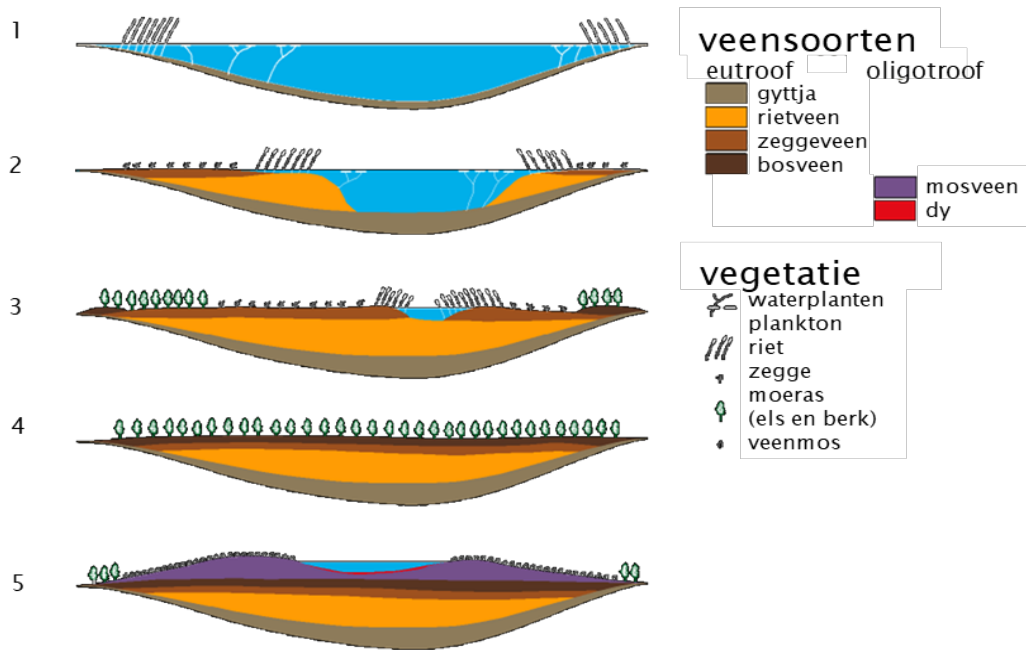 1
2
3
4
5
veensoorten
eutroof oligotroof
gyttja
rietveen
zeggeveen
bosveen
mosveen
dy
vegetatie
waterplanten
plankton
riet
zegge
moeras
(els en berk)
veenmos